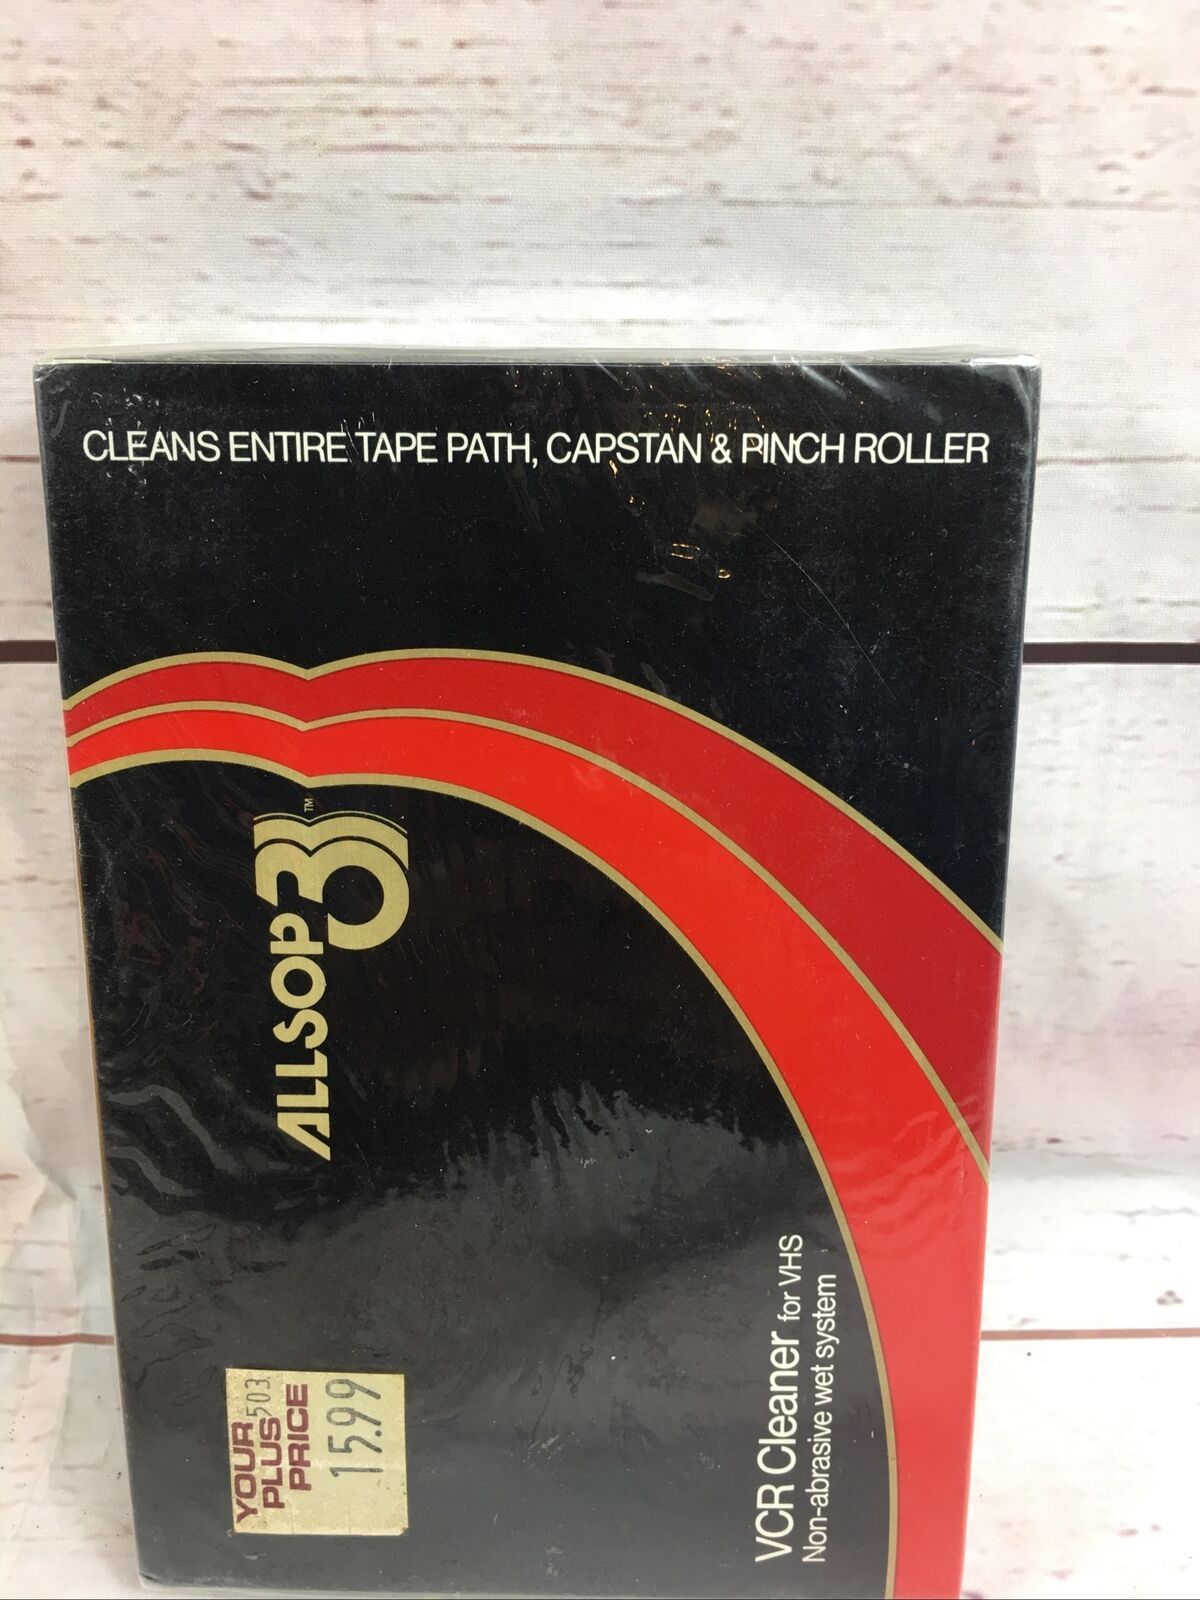 CLEANS ENTIRE TAPE PATH, CAPSTAN & PINCH ROLLER
ALLSOP 3™
VCR Cleaner for VHS
Non-abrasive wet system
YOUR
PLUS 503
PRICE
15.99